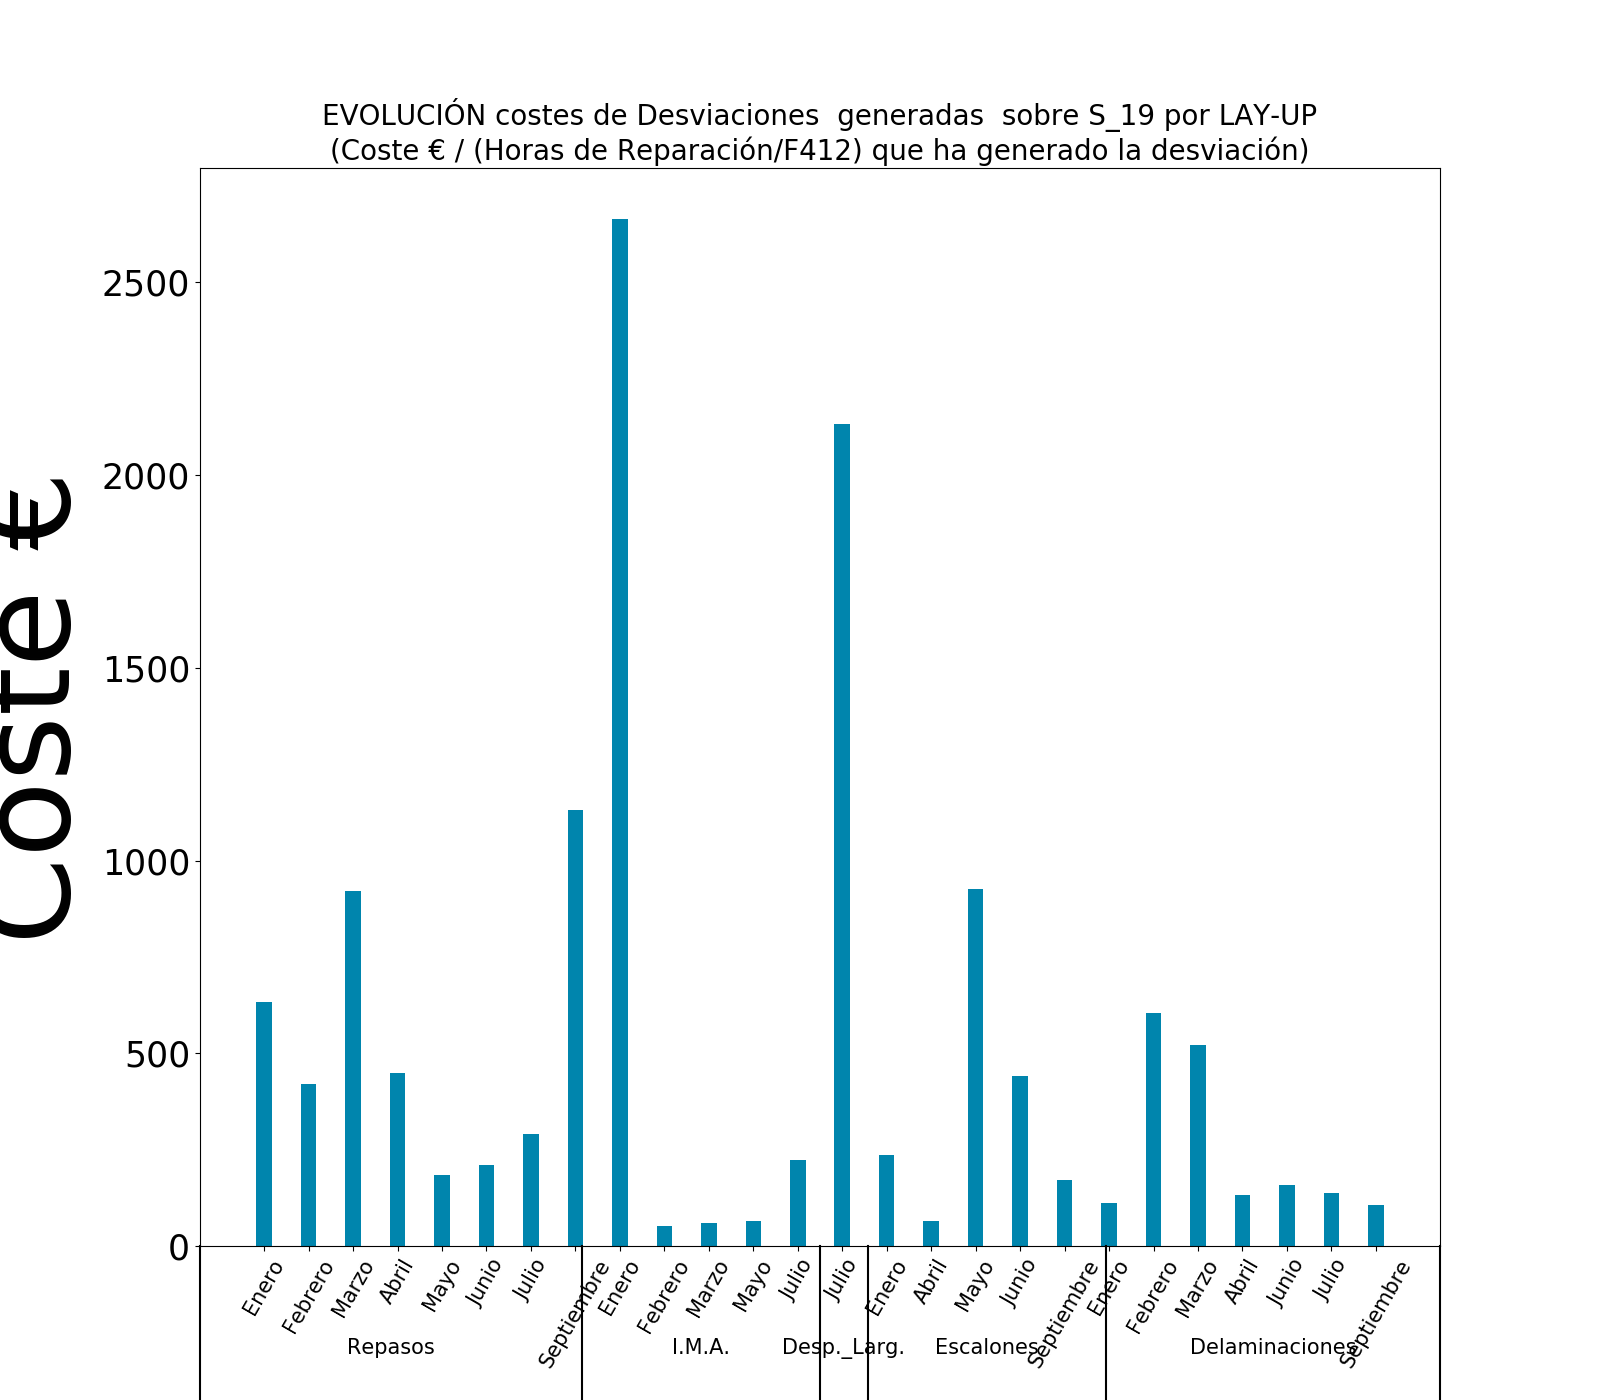 EVOLUCIÓN costes de Desviaciones  generadas  sobre S_19 por LAY-UP
(Coste € / (Horas de Reparación/F412) que ha generado la desviación)
Coste €
2500
2000
1500
1000
500
0
Enero Febrero Marzo Abril Mayo Junio Julio Septiembre Enero Febrero Marzo Mayo Julio Julio Enero Abril Mayo Junio Septiembre Enero Febrero Marzo Abril Junio Julio Septiembre
Repasos I.M.A. Desp._Larg. Escalones Delaminaciones